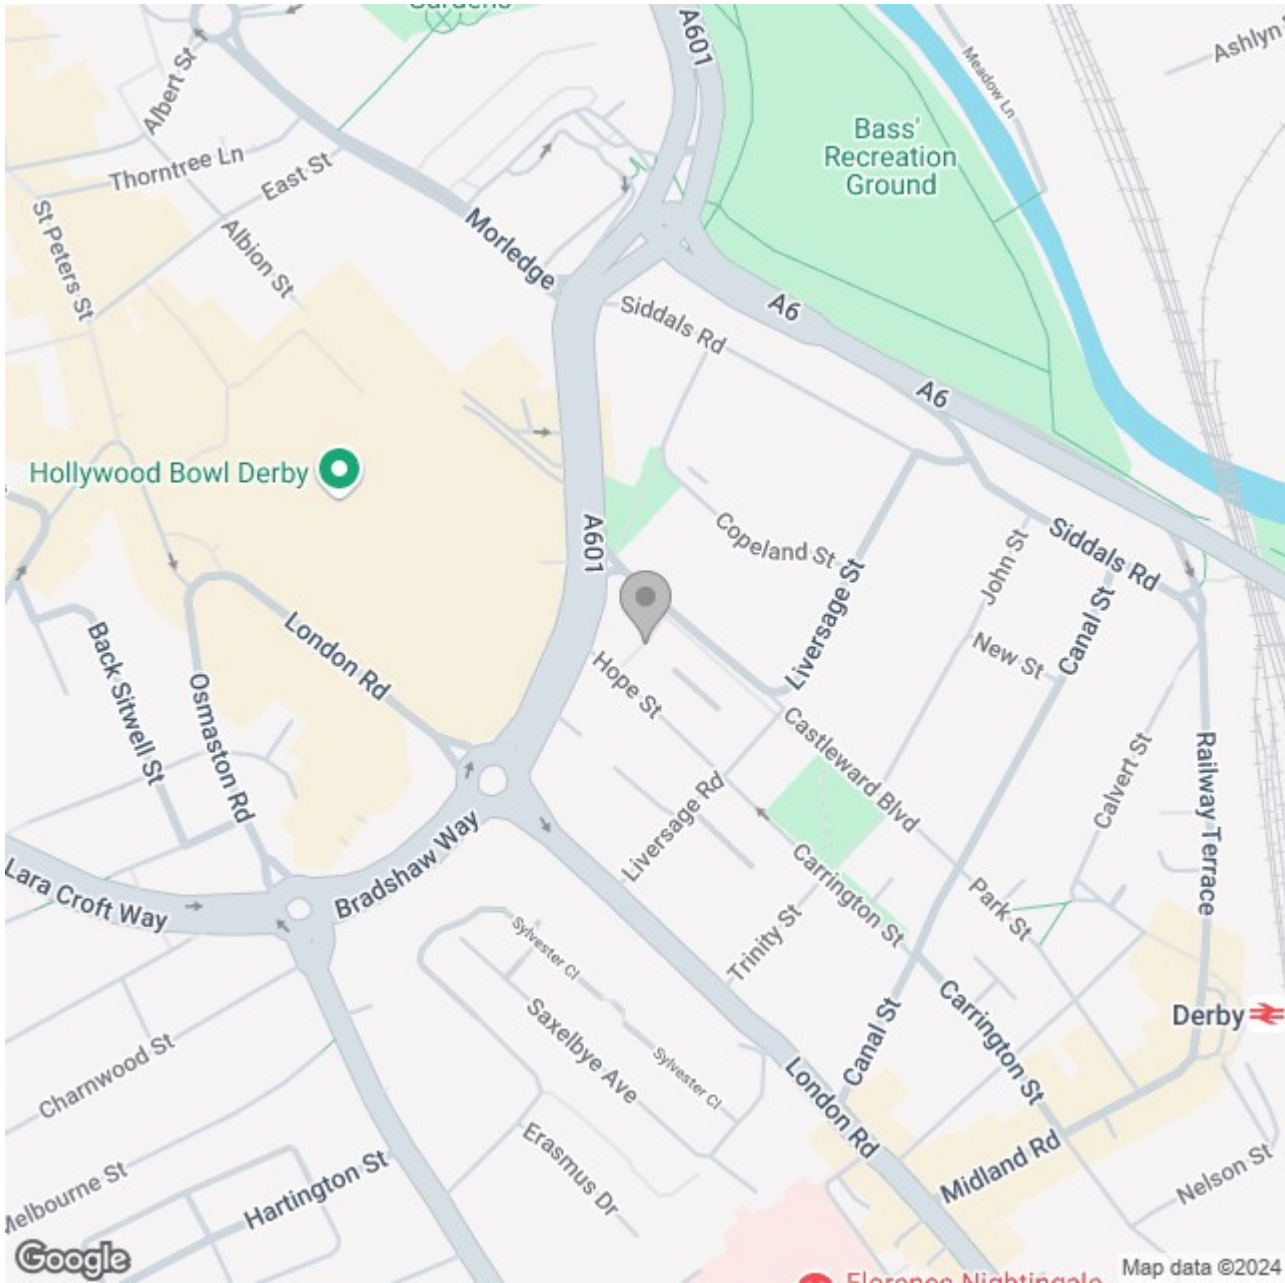 Gardens
A601
Albert St
Meadow Ln
Ashlyn
Bass'
Recreation
Ground
Thorntree Ln
East St
St Peters St
Albion St
Morledge
Siddals Rd
A6
A6
Hollywood Bowl Derby
A601
Copeland St
Liversage St
John St
Siddals Rd
New St
Canal St
Back Sitwell St
London Rd
Osmaston Rd
Hope St
Castleward Blvd
Calvert St
Railway Terrace
Liversage Rd
Bradshaw Way
Lara Croft Way
Carrington St
Park St
Trinity St
Sylvester Cl
Saxelbye Ave
Sylvester Cl
Canal St
Carrington St
Derby
Charnwood St
London Rd
Erasmus Dr
Midland Rd
Nelson St
Melbourne St
Hartington St
Google
Map data ©2024
Florence Nightingale